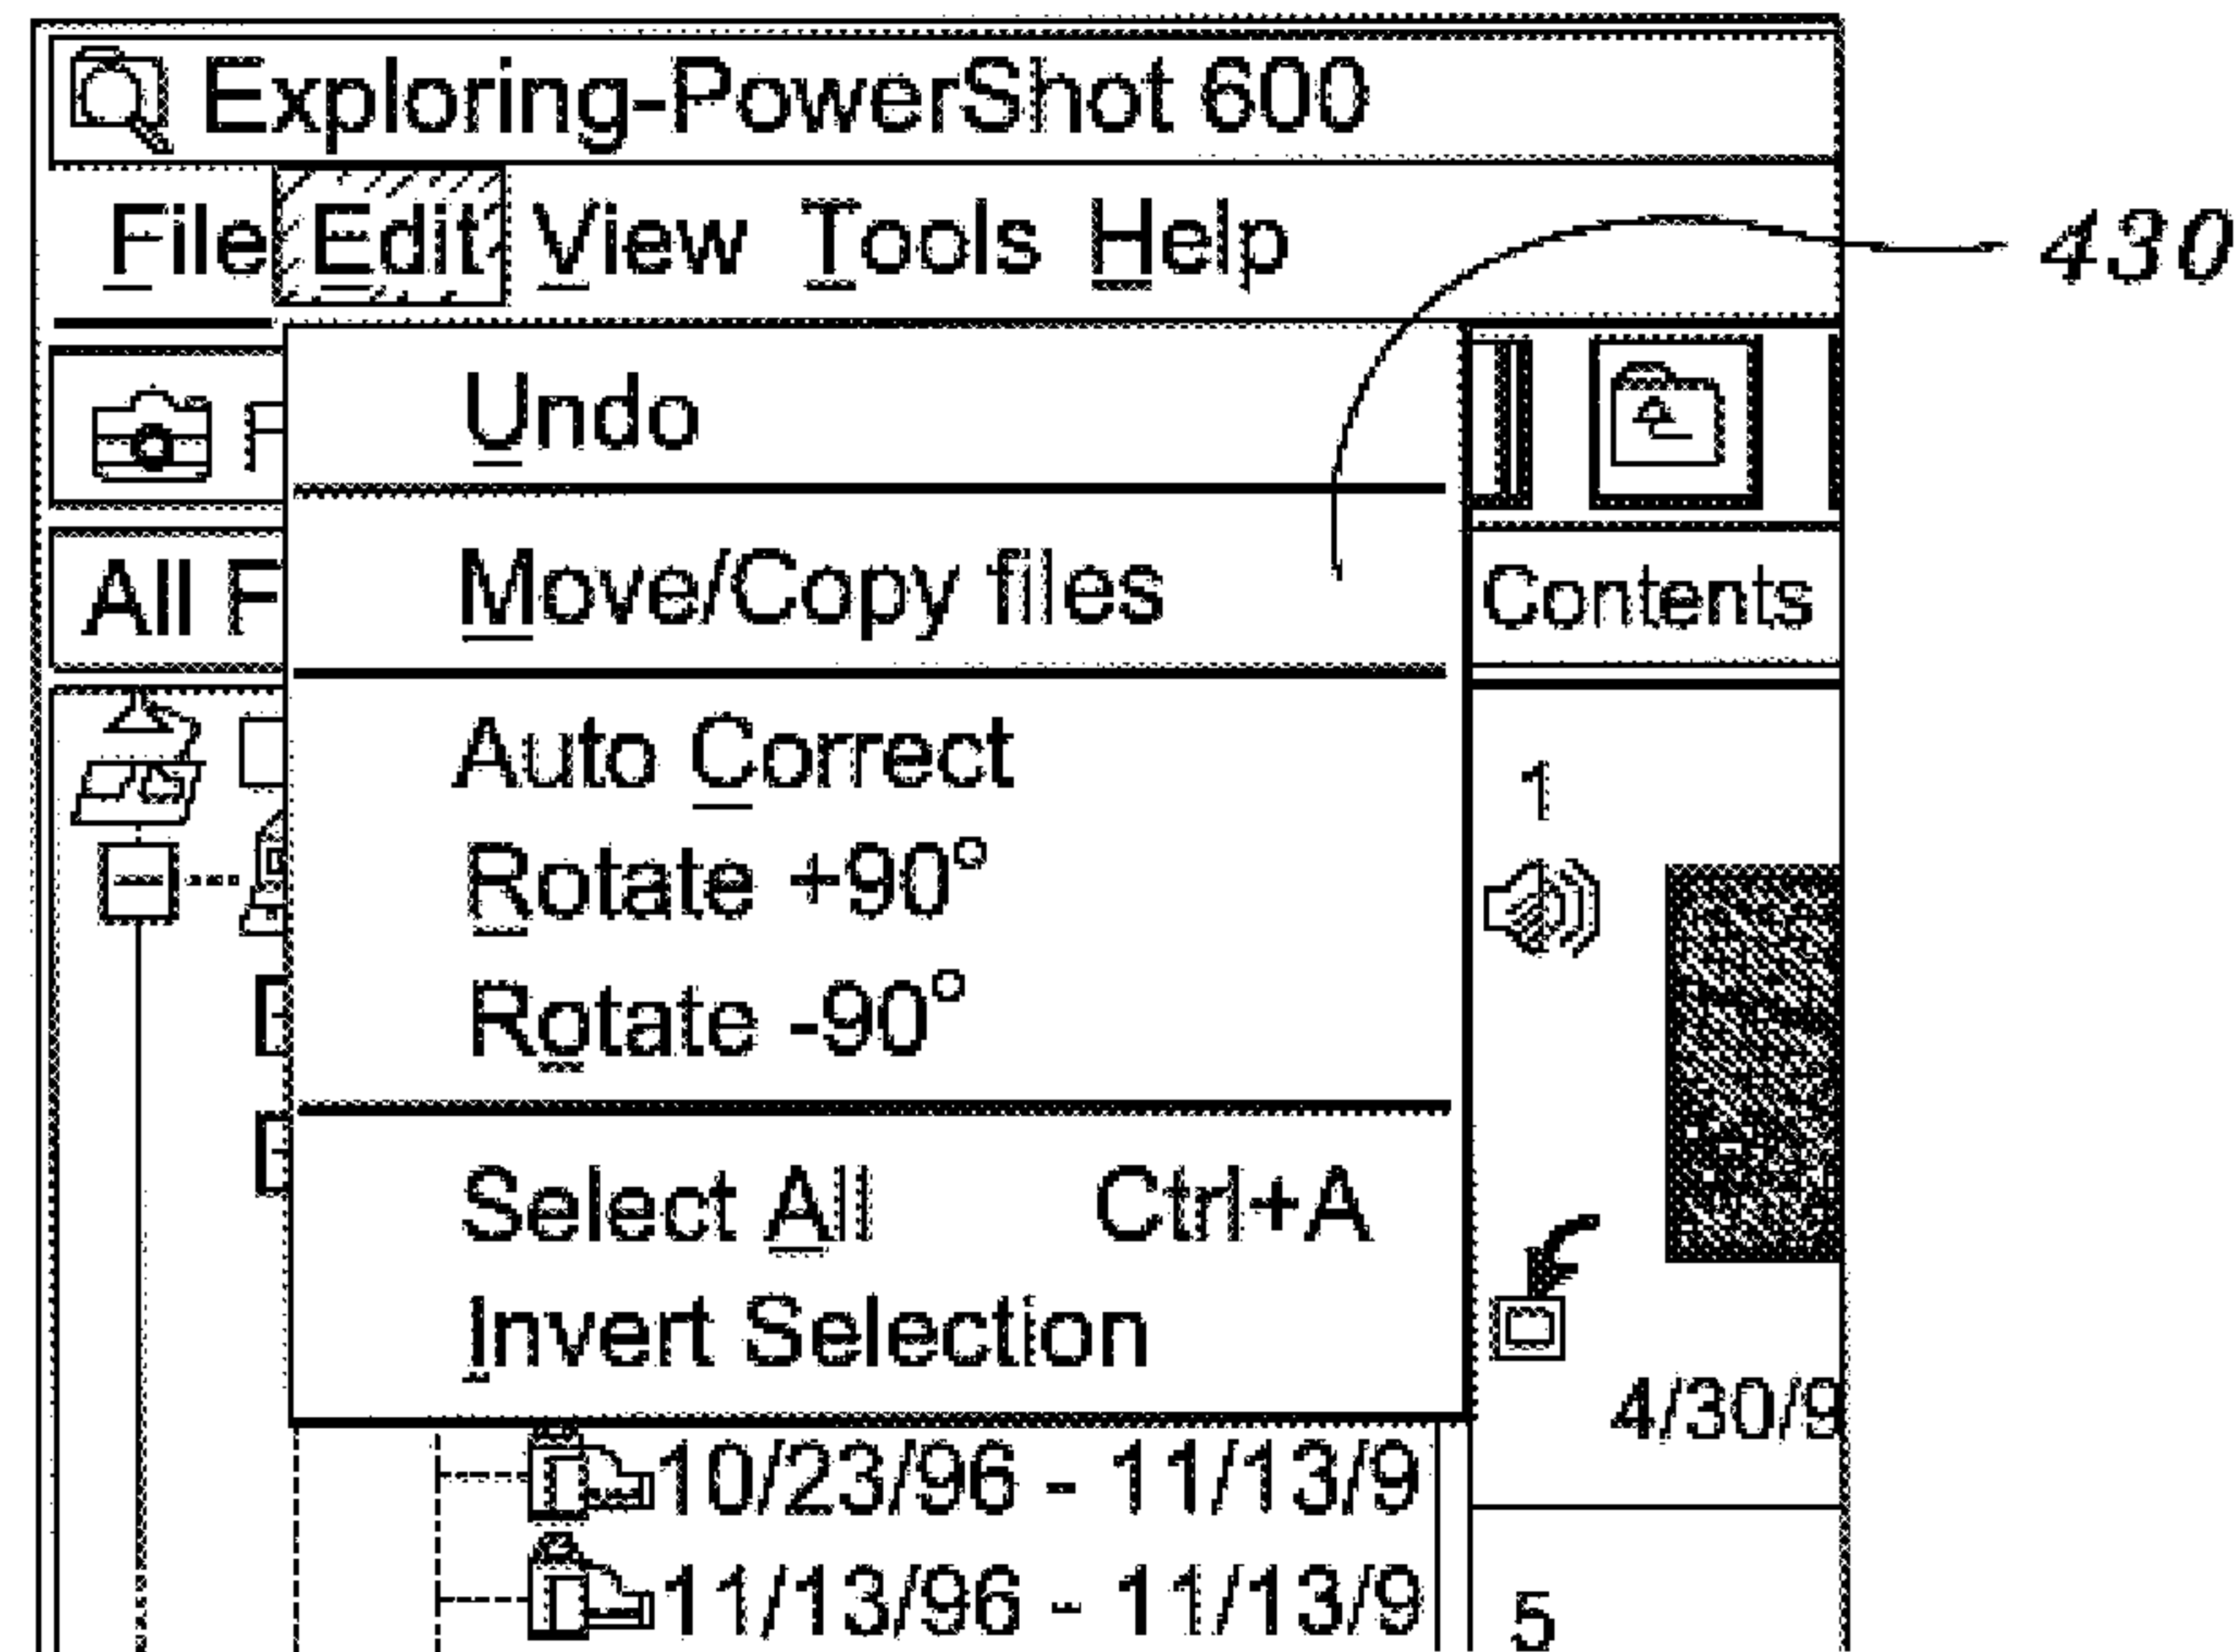 Exploring-PowerShot 600
File Edit View Tools Help
430
Undo
Move/Copy files
All F
Contents
Auto Correct
1
Rotate +90°
Rotate -90°
Select All Ctrl+A
Invert Selection
4/30/9
10/23/96 - 11/13/9
11/13/96 - 11/13/9
5